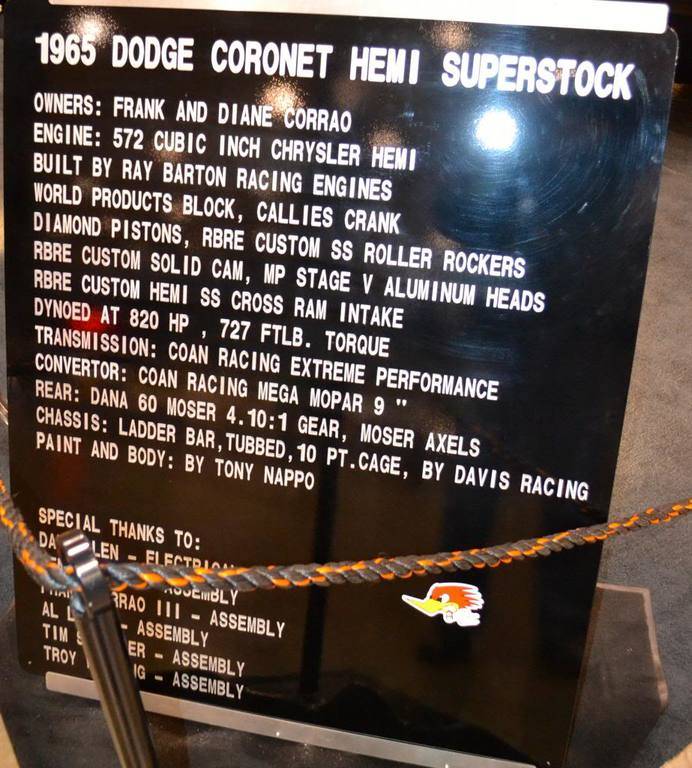 1965 DODGE CORONET HEMI SUPERSTOCK
OWNERS: FRANK AND DIANE CORRAO
ENGINE: 572 CUBIC INCH CHRYSLER HEMI
BUILT BY RAY BARTON RACING ENGINES
WORLD PRODUCTS BLOCK, CALLIES CRANK
DIAMOND PISTONS, RBRE CUSTOM SS ROLLER ROCKERS
RBRE CUSTOM SOLID CAM, MP STAGE V ALUMINUM HEADS
RBRE CUSTOM HEMI SS CROSS RAM INTAKE
DYNOED AT 820 HP , 727 FTLB. TORQUE
TRANSMISSION: COAN RACING EXTREME PERFORMANCE
CONVERTOR: COAN RACING MEGA MOPAR 9 "
REAR: DANA 60 MOSER 4.10:1 GEAR, MOSER AXELS
CHASSIS: LADDER BAR,TUBBED,10 PT.CAGE, BY DAVIS RACING
PAINT AND BODY: BY TONY NAPPO
SPECIAL THANKS TO:
- ELECTRICAL
ASSEMBLY
III - ASSEMBLY
AL - ASSEMBLY
TIM - ASSEMBLY
TROY - ASSEMBLY